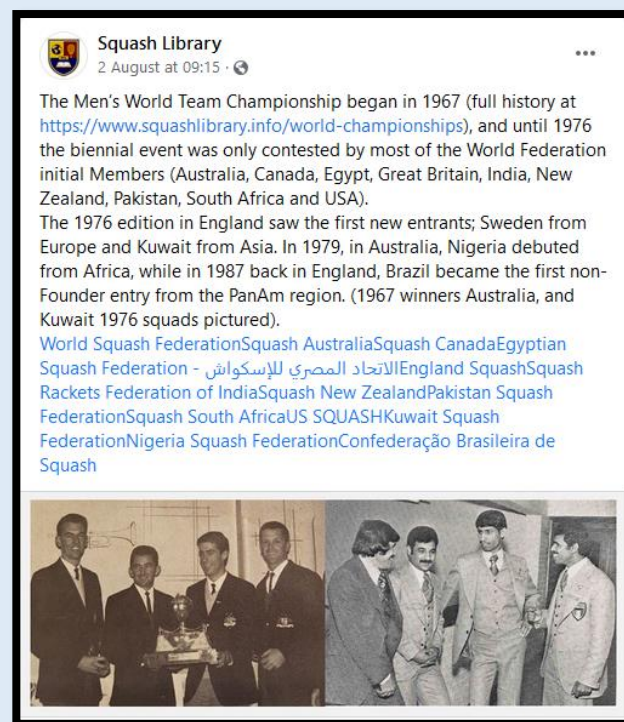 Squash Library
2 August at 09:15 ·
The Men's World Team Championship began in 1967 (full history at
https://www.squashlibrary.info/world-championships), and until 1976
the biennial event was only contested by most of the World Federation
initial Members (Australia, Canada, Egypt, Great Britain, India, New
Zealand, Pakistan, South Africa and USA).
The 1976 edition in England saw the first new entrants; Sweden from
Europe and Kuwait from Asia. In 1979, in Australia, Nigeria debuted
from Africa, while in 1987 back in England, Brazil became the first non-
Founder entry from the PanAm region. (1967 winners Australia, and
Kuwait 1976 squads pictured).
World Squash FederationSquash AustraliaSquash CanadaEgyptian
Squash Federation - الاتحاد المصري للإسكواشEngland SquashSquash
Rackets Federation of IndiaSquash New ZealandPakistan Squash
FederationSquash South AfricaUS SQUASHKuwait Squash
FederationNigeria Squash FederationConfederação Brasileira de
Squash